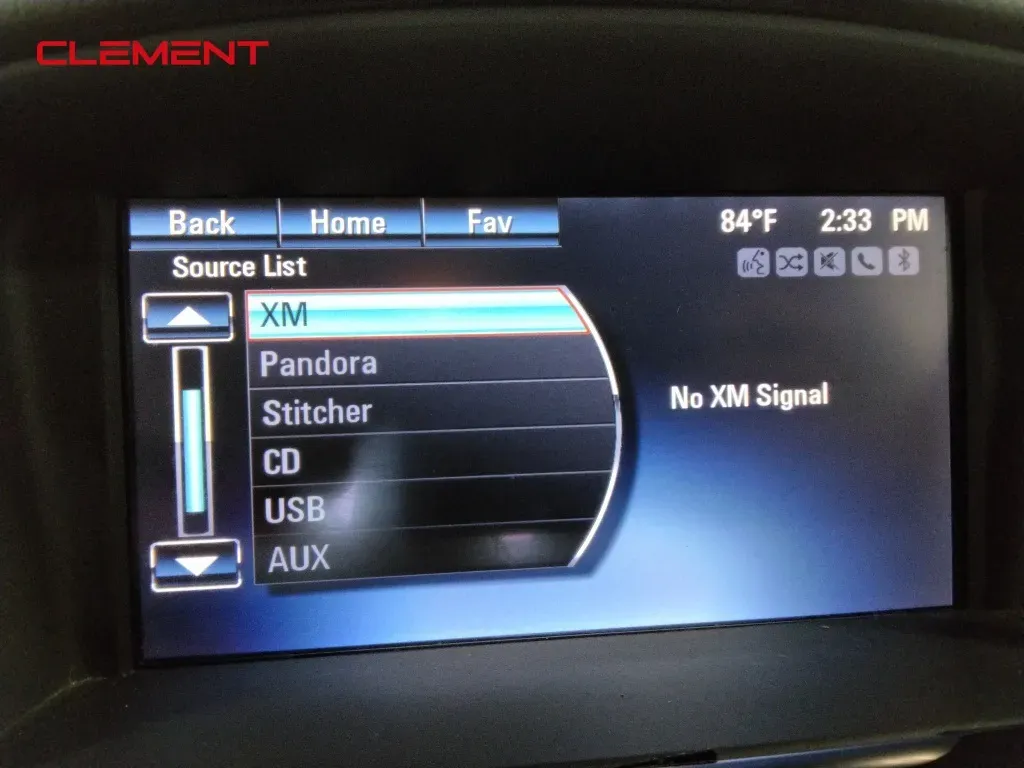 CLEMENT
Back Home Fav 84°F 2:33 PM
Source List
XM
Pandora
Stitcher
CD
USB
AUX
No XM Signal